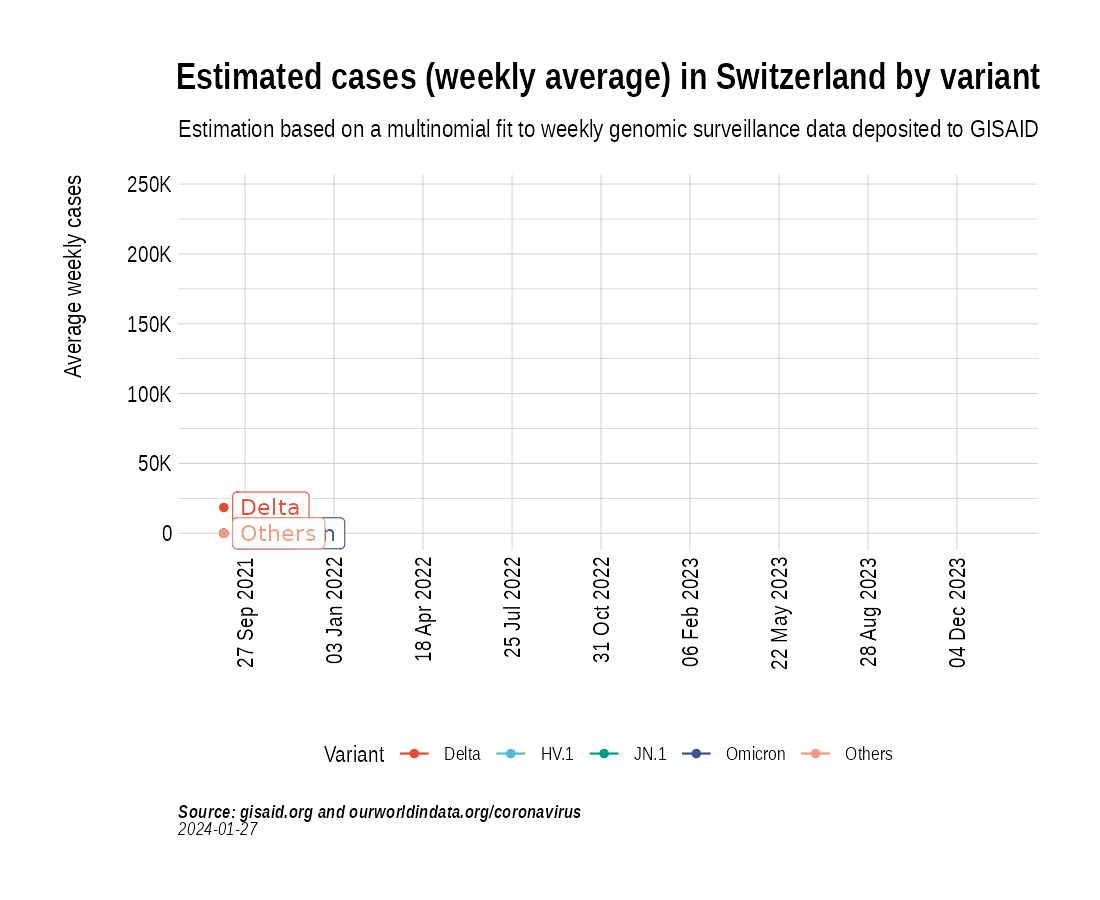 Estimated cases (weekly average) in Switzerland by variant
Estimation based on a multinomial fit to weekly genomic surveillance data deposited to GISAID
Average weekly cases
250K
200K
150K
100K
50K
0
Delta
Others
n
27 Sep 2021
03 Jan 2022
18 Apr 2022
25 Jul 2022
31 Oct 2022
06 Feb 2023
22 May 2023
28 Aug 2023
04 Dec 2023
Variant Delta HV.1 JN.1 Omicron Others
Source: gisaid.org and ourworldindata.org/coronavirus
2024-01-27